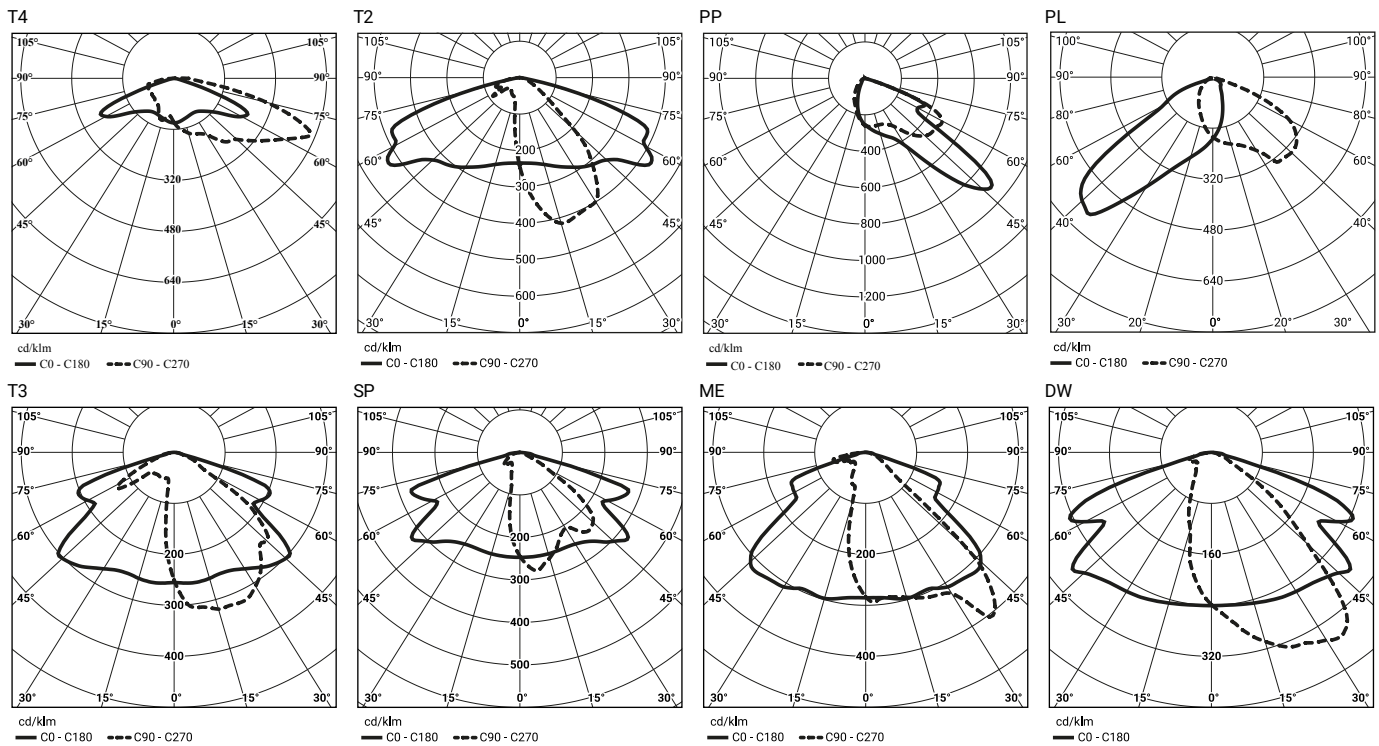 T4
105° 105°
90° 90°
75° 75°
60° 60°
320
45° 480 45°
640
30° 15° 0° 15° 30°
cd/klm
C0 - C180 C90 - C270
T2
105° 105°
90° 90°
75° 75°
200
60° 60°
300
45° 400 45°
500
600
30° 15° 0° 15° 30°
cd/klm
C0 - C180 C90 - C270
PP
105° 105°
90° 90°
75° 75°
400
60° 60°
600
45° 800 45°
1000
1200
30° 15° 0° 15° 30°
cd/klm
C0 - C180 C90 - C270
PL
100° 100°
90° 90°
80° 80°
60° 60°
320
40° 480 40°
640
30° 20° 0° 20° 30°
cd/klm
C0 - C180 C90 - C270
T3
105° 105°
90° 90°
75° 75°
60° 60°
200
45° 300 45°
400
30° 15° 0° 15° 30°
cd/klm
C0 - C180 C90 - C270
SP
105° 105°
90° 90°
75° 75°
60° 200 60°
300
45° 45°
400
500
30° 15° 0° 15° 30°
cd/klm
C0 - C180 C90 - C270
ME
105° 105°
90° 90°
75° 75°
60° 60°
200
45° 45°
400
30° 15° 0° 15° 30°
cd/klm
C0 - C180 C90 - C270
DW
105° 105°
90° 90°
75° 75°
60° 60°
160
45° 45°
320
30° 15° 0° 15° 30°
cd/klm
C0 - C180